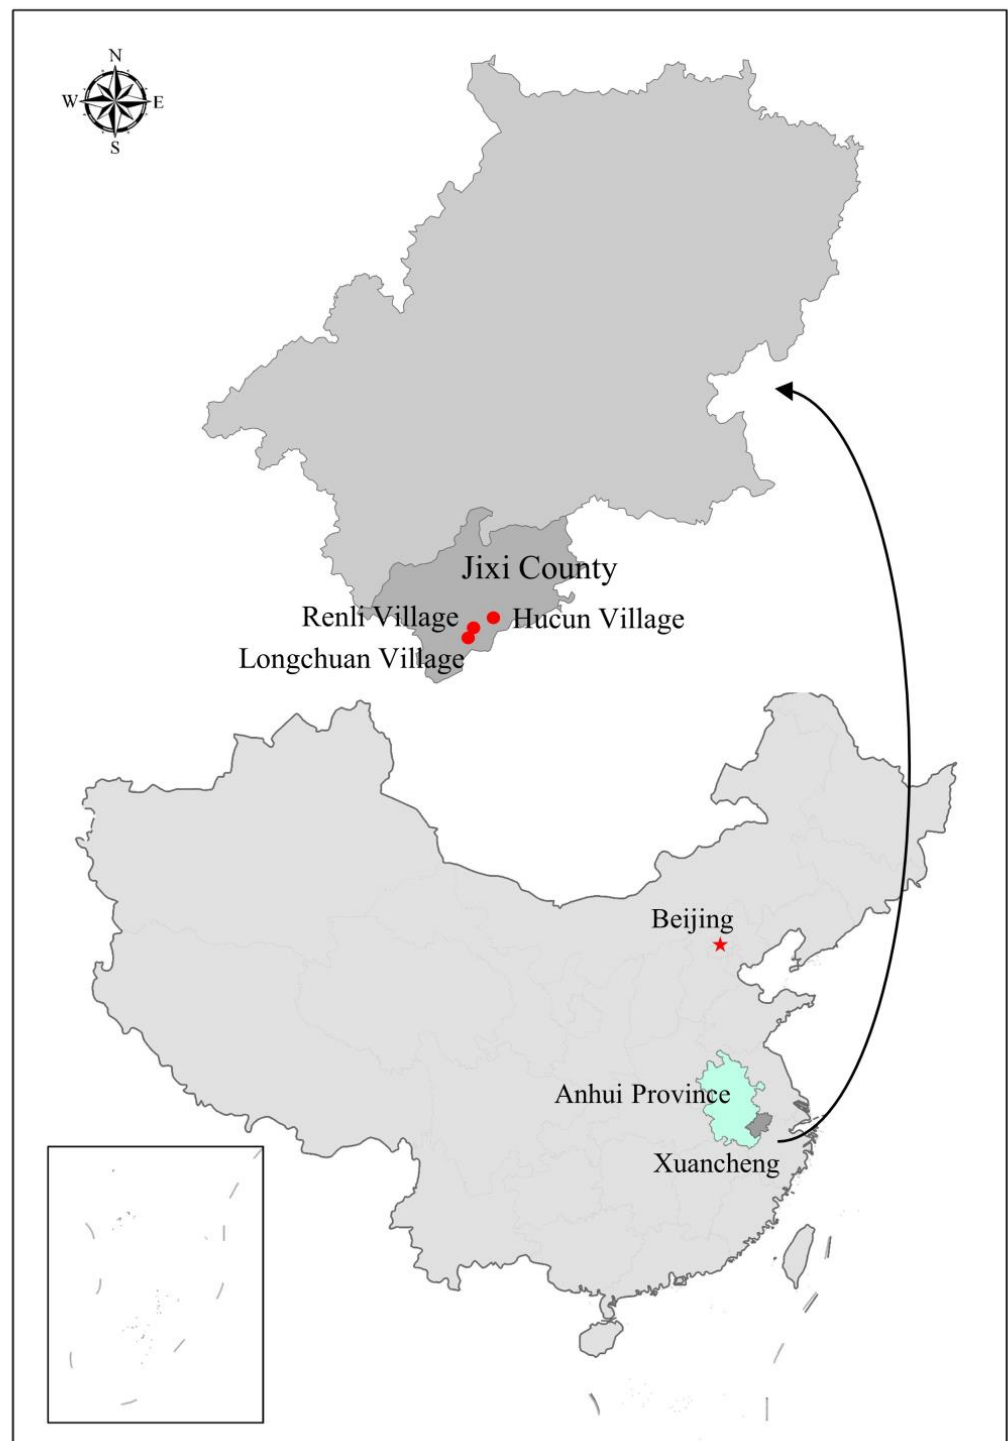 N
W E
S
Jixi County
Renli Village
Hucun Village
Longchuan Village
Beijing
Anhui Province
Xuancheng